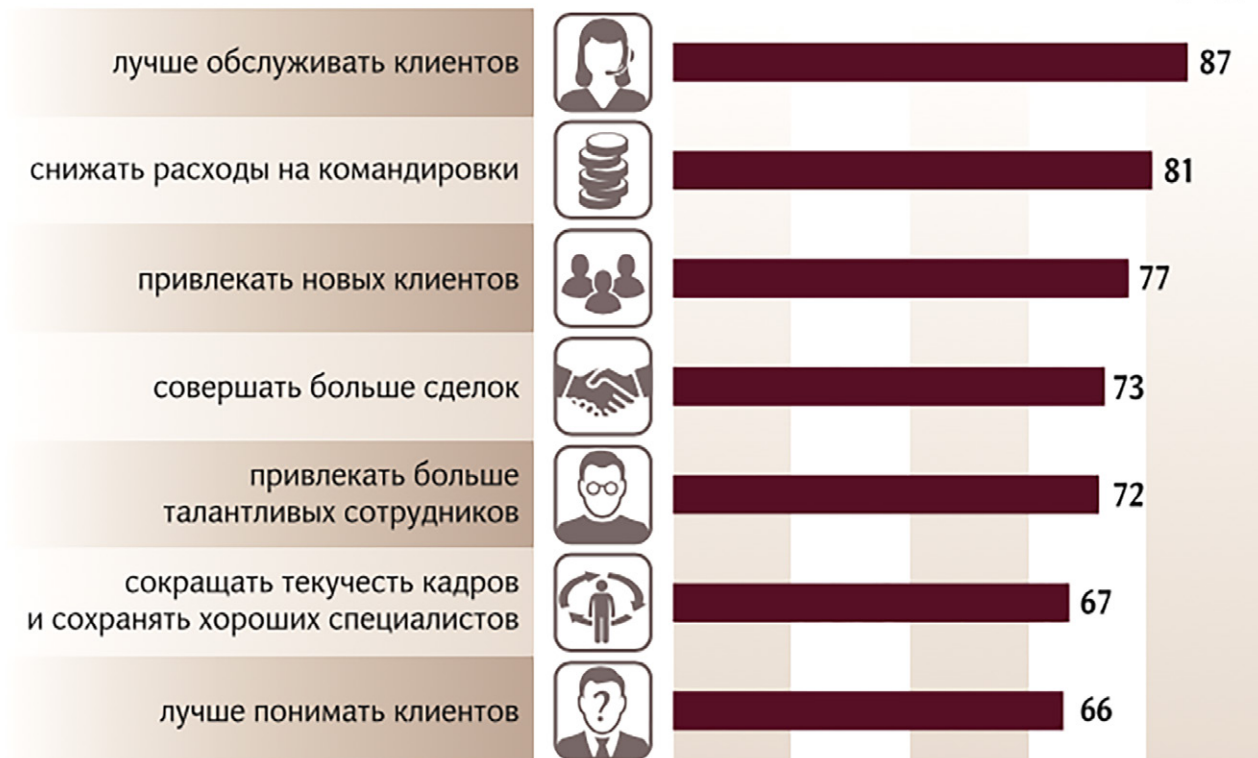 лучше обслуживать клиентов
87
снижать расходы на командировки
81
привлекать новых клиентов
77
совершать больше сделок
73
привлекать больше
талантливых сотрудников
72
сокращать текучесть кадров
и сохранять хороших специалистов
67
лучше понимать клиентов
?
66